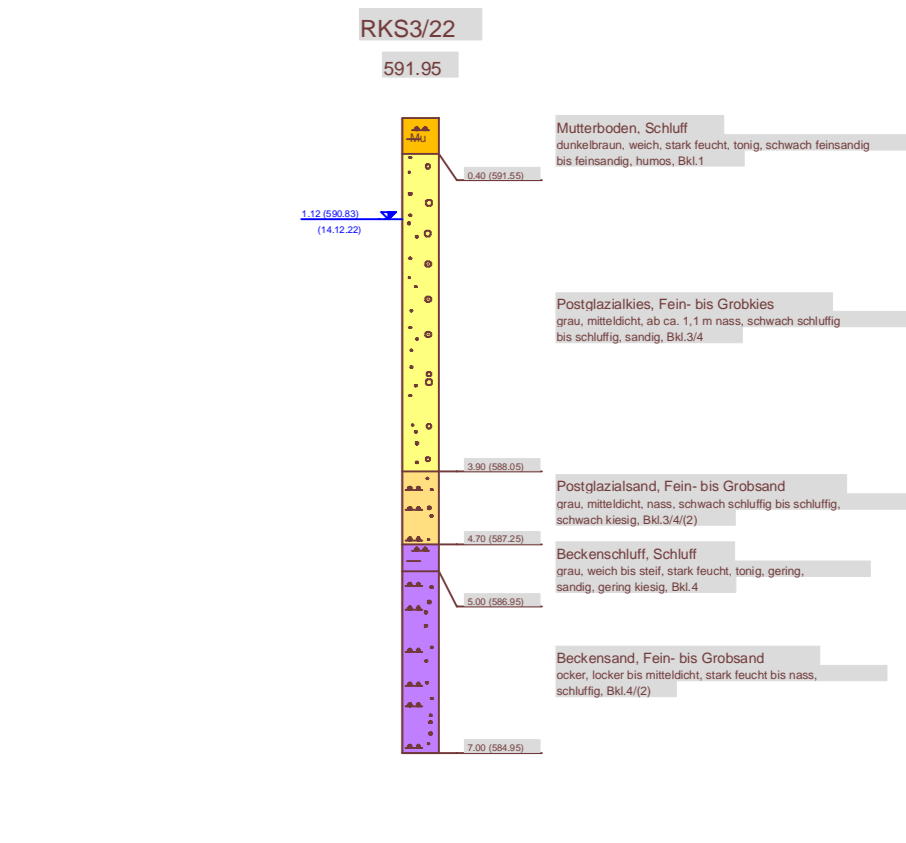 RKS3/22
591.95
Mu
Mutterboden, Schluff
dunkelbraun, weich, stark feucht, tonig, schwach feinsandig
bis feinsandig, humos, Bkl.1
0.40 (591.55)
1.12 (590.83)
(14.12.22)
Postglazialkies, Fein- bis Grobkies
grau, mitteldicht, ab ca. 1,1 m nass, schwach schluffig
bis schluffig, sandig, Bkl.3/4
3.90 (588.05)
Postglazialsand, Fein- bis Grobsand
grau, mitteldicht, nass, schwach schluffig bis schluffig,
schwach kiesig, Bkl.3/4/(2)
4.70 (587.25)
Beckenschluff, Schluff
grau, weich bis steif, stark feucht, tonig, gering,
sandig, gering kiesig, Bkl.4
5.00 (586.95)
Beckensand, Fein- bis Grobsand
ocker, locker bis mitteldicht, stark feucht bis nass,
schluffig, Bkl.4/(2)
7.00 (584.95)